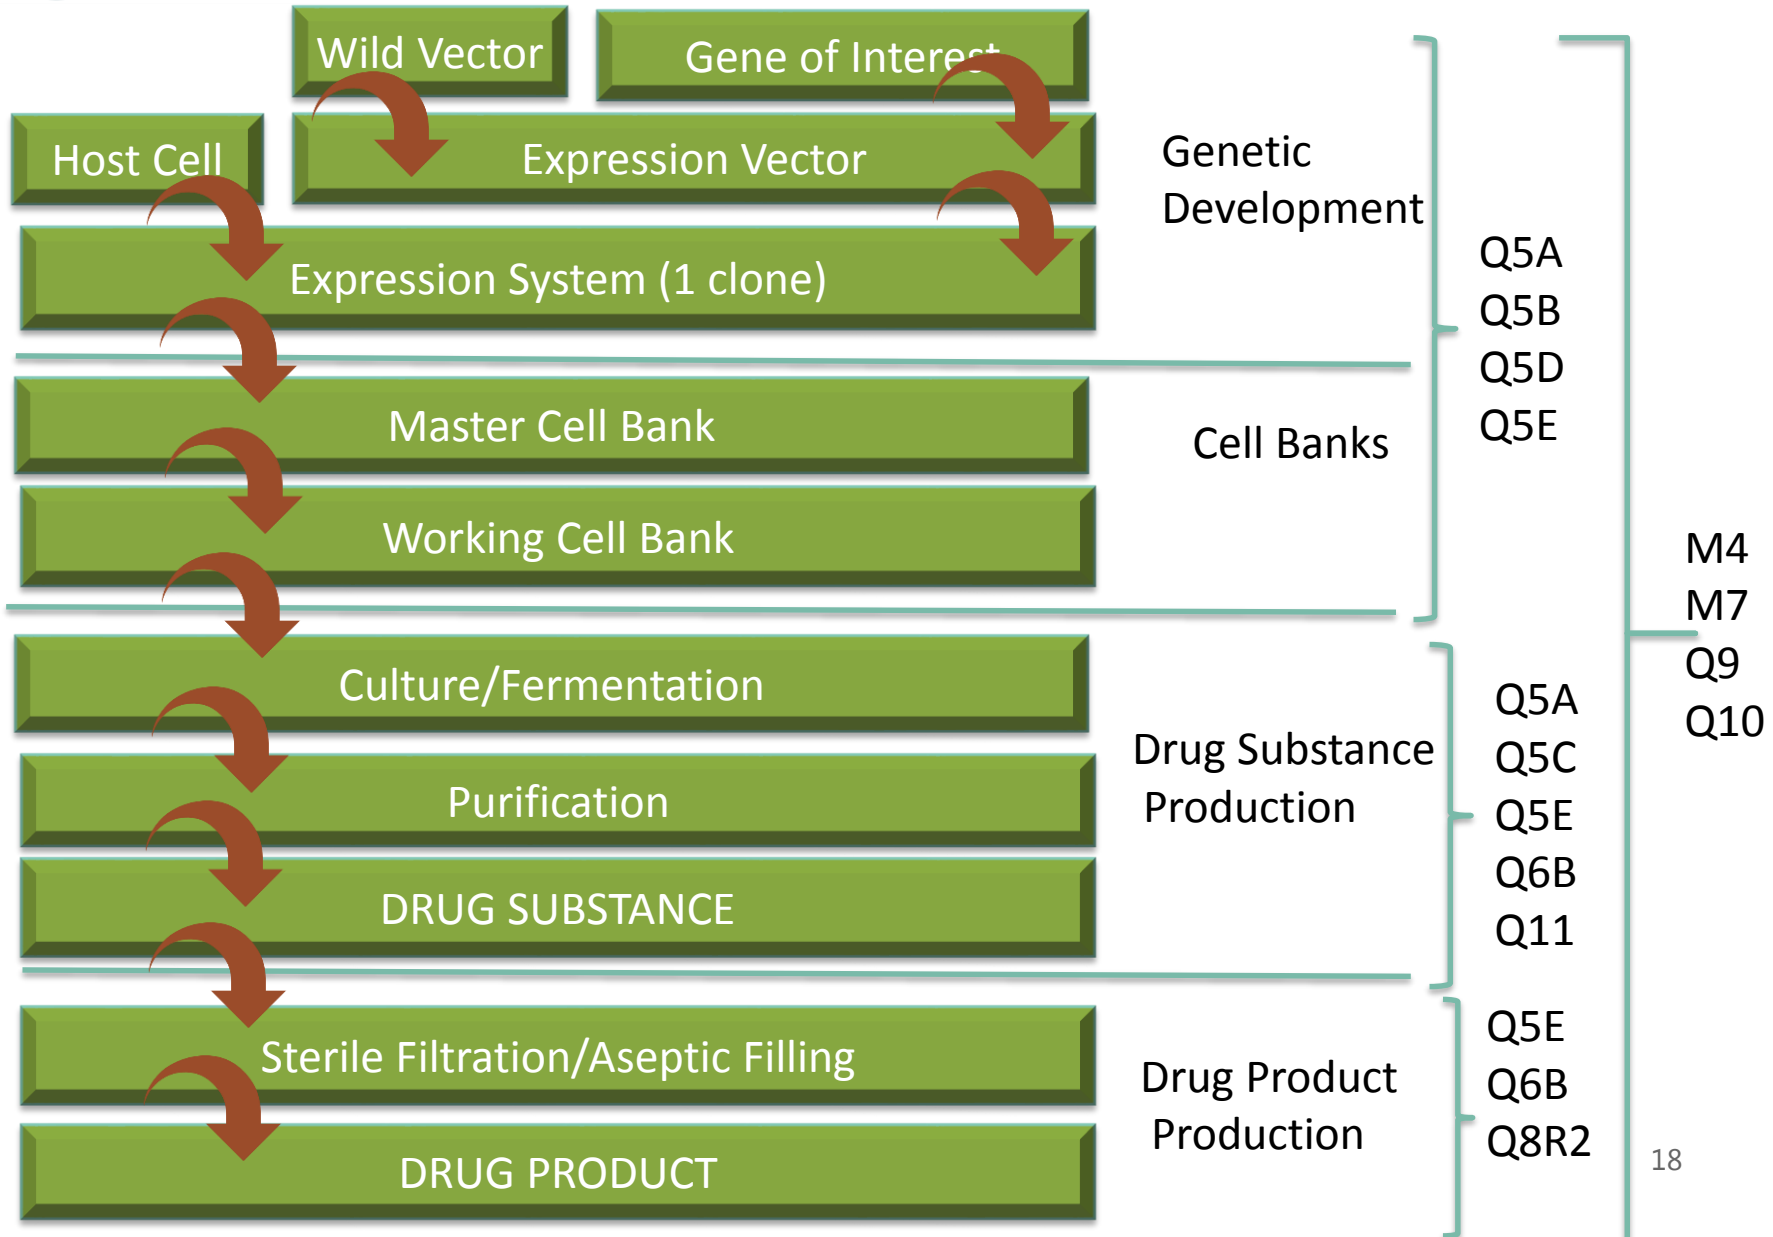 Wild Vector
Gene of Interest
Host Cell
Expression Vector
Expression System (1 clone)
Genetic
Development
Master Cell Bank
Working Cell Bank
Cell Banks
Q5A
Q5B
Q5D
Q5E
Culture/Fermentation
Purification
DRUG SUBSTANCE
Drug Substance
Production
Q5A
Q5C
Q5E
Q6B
Q11
Sterile Filtration/Aseptic Filling
DRUG PRODUCT
Drug Product
Production
Q5E
Q6B
Q8R2
M4
M7
Q9
Q10
18